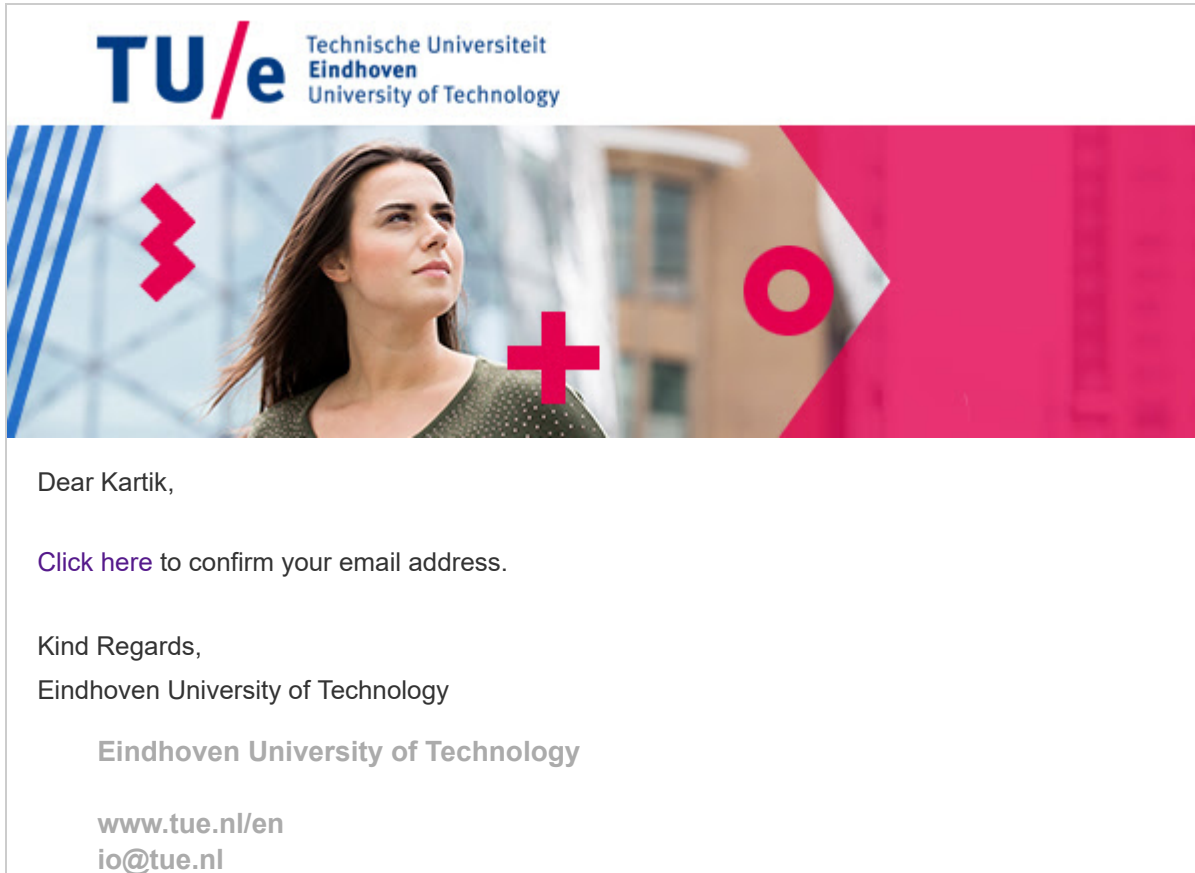 TU/e
Technische Universiteit
Eindhoven
University of Technology
Dear Kartik,
Click here to confirm your email address.
Kind Regards,
Eindhoven University of Technology
Eindhoven University of Technology
www.tue.nl/en
io@tue.nl